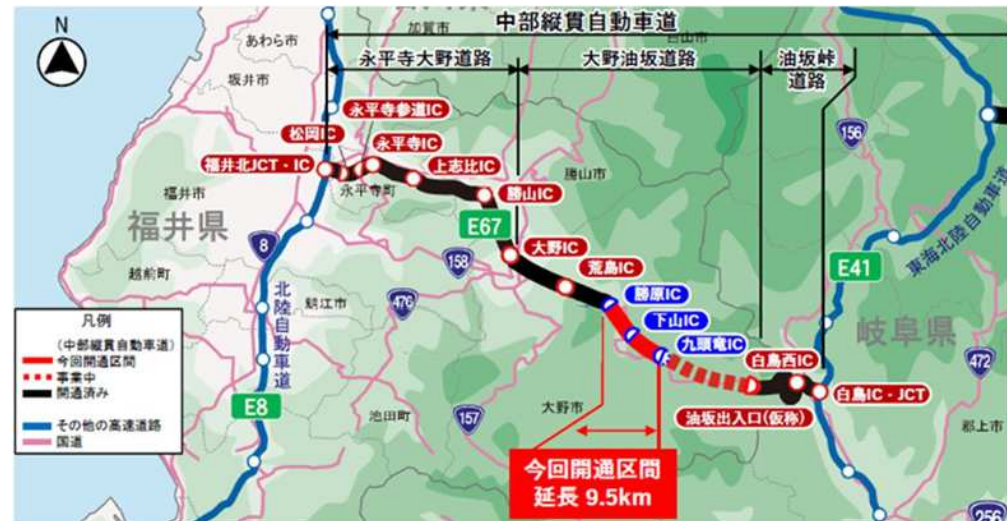 中部縦貫自動車道
永平寺大野道路
大野油坂道路
油坂峠
道路
N
あわら市
加賀市
白山市
坂井市
永平寺参道IC
松岡IC
永平寺IC
156
福井北JCT・IC
上志比IC
勝山市
永平寺町
勝山IC
福井市
福井県
E67
8
大野IC
158
E41
東海北陸自動車道
荒島IC
越前町
鯖江市
476
勝原IC
下山IC
岐阜県
九頭竜IC
凡例
(中部縦貫自動車道)
今回開通区間
事業中
開通済み
その他の高速道路
国道
北陸自動車道
白鳥西IC
472
白鳥IC・JCT
E8
池田町
大野市
157
油坂出入口(仮称)
郡上市
今回開通区間
延長 9.5km
256